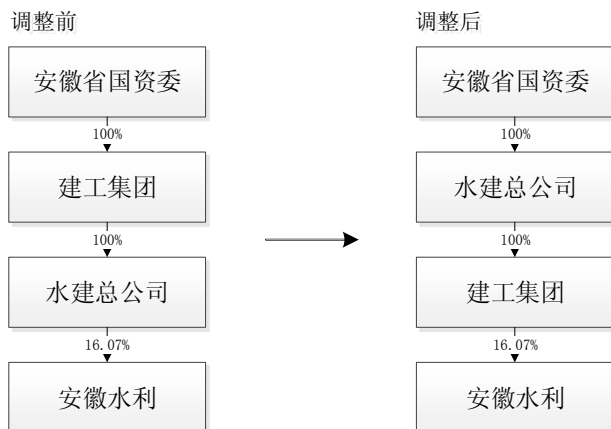 调整前
安徽省国资委
100%
建工集团
100%
水建总公司
16.07%
安徽水利
调整后
安徽省国资委
100%
水建总公司
100%
建工集团
16.07%
安徽水利